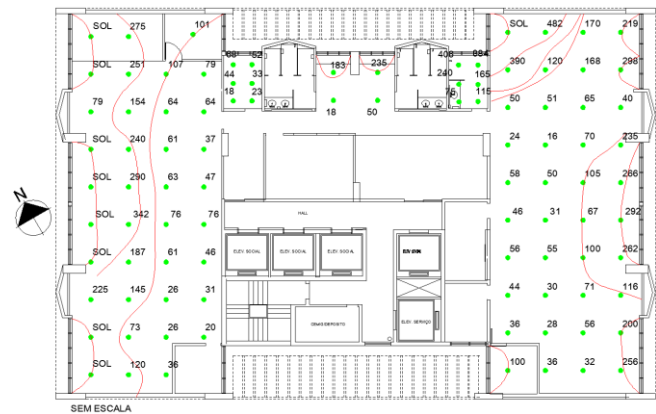 SOL 275 101 SOL 482 170 219
68 52 183 235 408 884
SOL 251 107 79 44 33 240 165 390 120 168 298
18 23 18 50 75 115
79 154 64 64 50 51 65 40
SOL 240 61 37 24 16 70 235
SOL 290 63 47 58 50 105 266
SOL 342 76 76 46 31 67 292
HALL
SOL 187 61 46 ELEV. SOCIAL ELEV. SOCIAL ELEV. SOCIAL 56 55 100 262
225 145 26 31 44 30 71 116
SOL 73 26 20 ELEV. SERVIÇO 36 28 56 200
SOL 120 36 100 36 32 256
N
SEM ESCALA